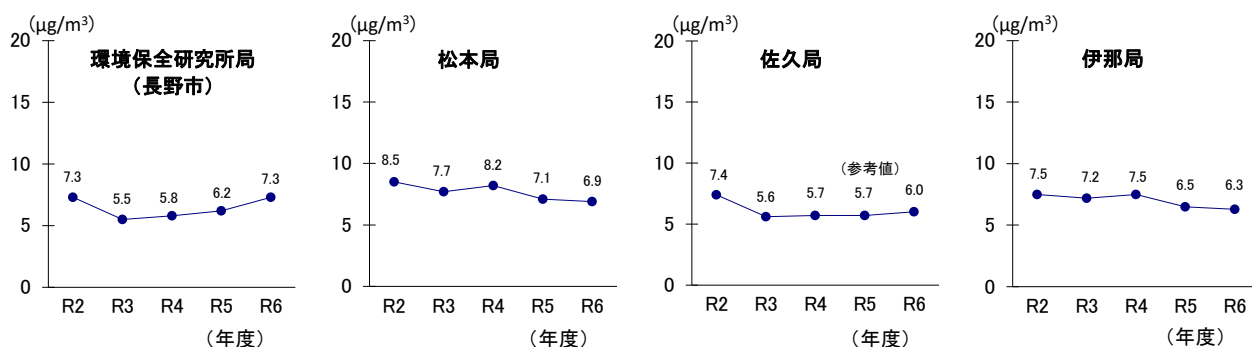 (μg/m³)
20
15
10
5
0
環境保全研究所局
（長野市）
7.3
5.5
5.8
6.2
7.3
R2 R3 R4 R5 R6
（年度）
(μg/m³)
20
15
10
5
0
松本局
8.5
7.7
8.2
7.1
6.9
R2 R3 R4 R5 R6
（年度）
(μg/m³)
20
15
10
5
0
佐久局
（参考値）
7.4
5.6
5.7
5.7
6.0
R2 R3 R4 R5 R6
（年度）
(μg/m³)
20
15
10
5
0
伊那局
7.5
7.2
7.5
6.5
6.3
R2 R3 R4 R5 R6
（年度）